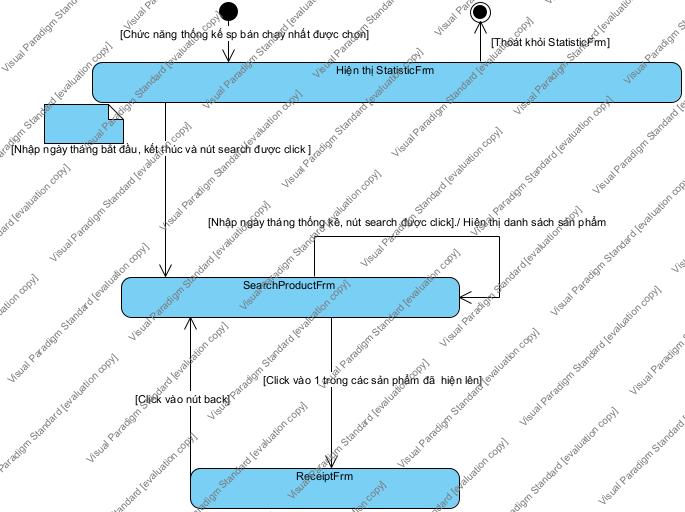 [Chức năng thống kế sp bán chạy nhất được chọn]
[Thoát khỏi StatisticFrm]
Hiện thị StatisticFrm
[Nhập ngày tháng bắt đầu, kết thúc và nút search được click ]
[Nhập ngày tháng thống kê, nút search được click]./ Hiện thị danh sách sản phẩm
SearchProductFrm
[Click vào 1 trong các sản phẩm đã hiện lên]
[Click vào nút back]
ReceiptFrm
Visual Paradigm Standard [evaluation copy]